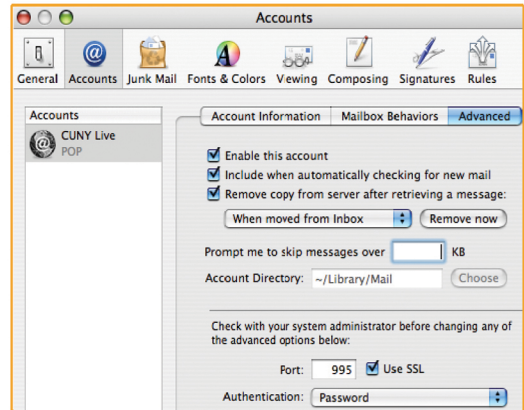 Accounts
General Accounts Junk Mail Fonts & Colors Viewing Composing Signatures Rules
Accounts
CUNY Live
POP
Account Information Mailbox Behaviors Advanced
Enable this account
Include when automatically checking for new mail
Remove copy from server after retrieving a message:
When moved from Inbox Remove now
Prompt me to skip messages over KB
Account Directory: ~/Library/Mail Choose
Check with your system administrator before changing any of
the advanced options below:
Port: 995 Use SSL
Authentication: Password